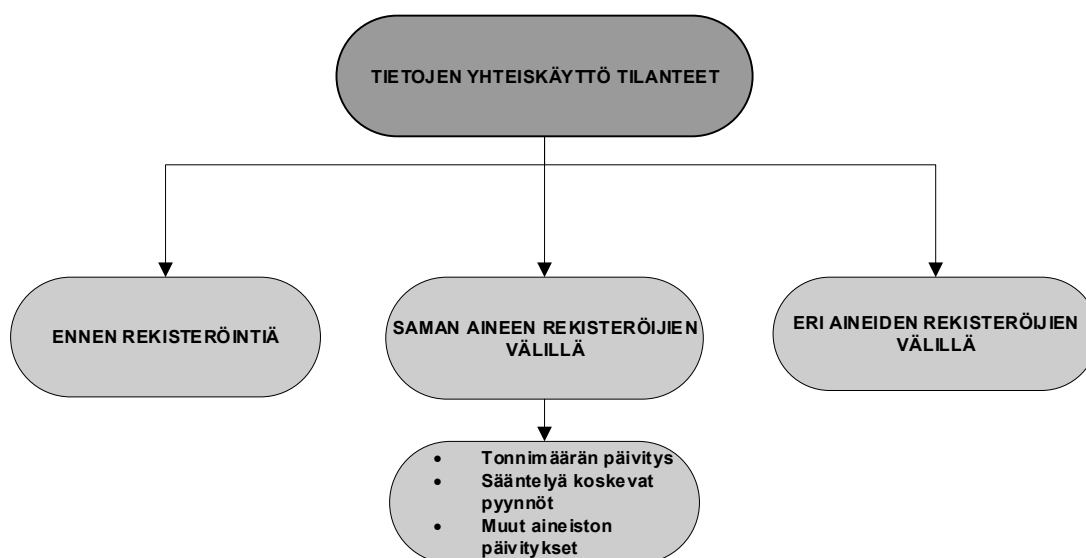 TIETOJEN YHTEISKÄYTTÖ TILANTEET
ENNEN REKISTERÖINTIÄ
SAMAN AINEEN REKISTERÖIJIEN
VÄLILLÄ
ERI AINEIDEN REKISTERÖIJIEN
VÄLILLÄ
• Tonnimäärän päivitys
• Sääntelyä koskevat
pyynnöt
• Muut aineiston
päivitykset